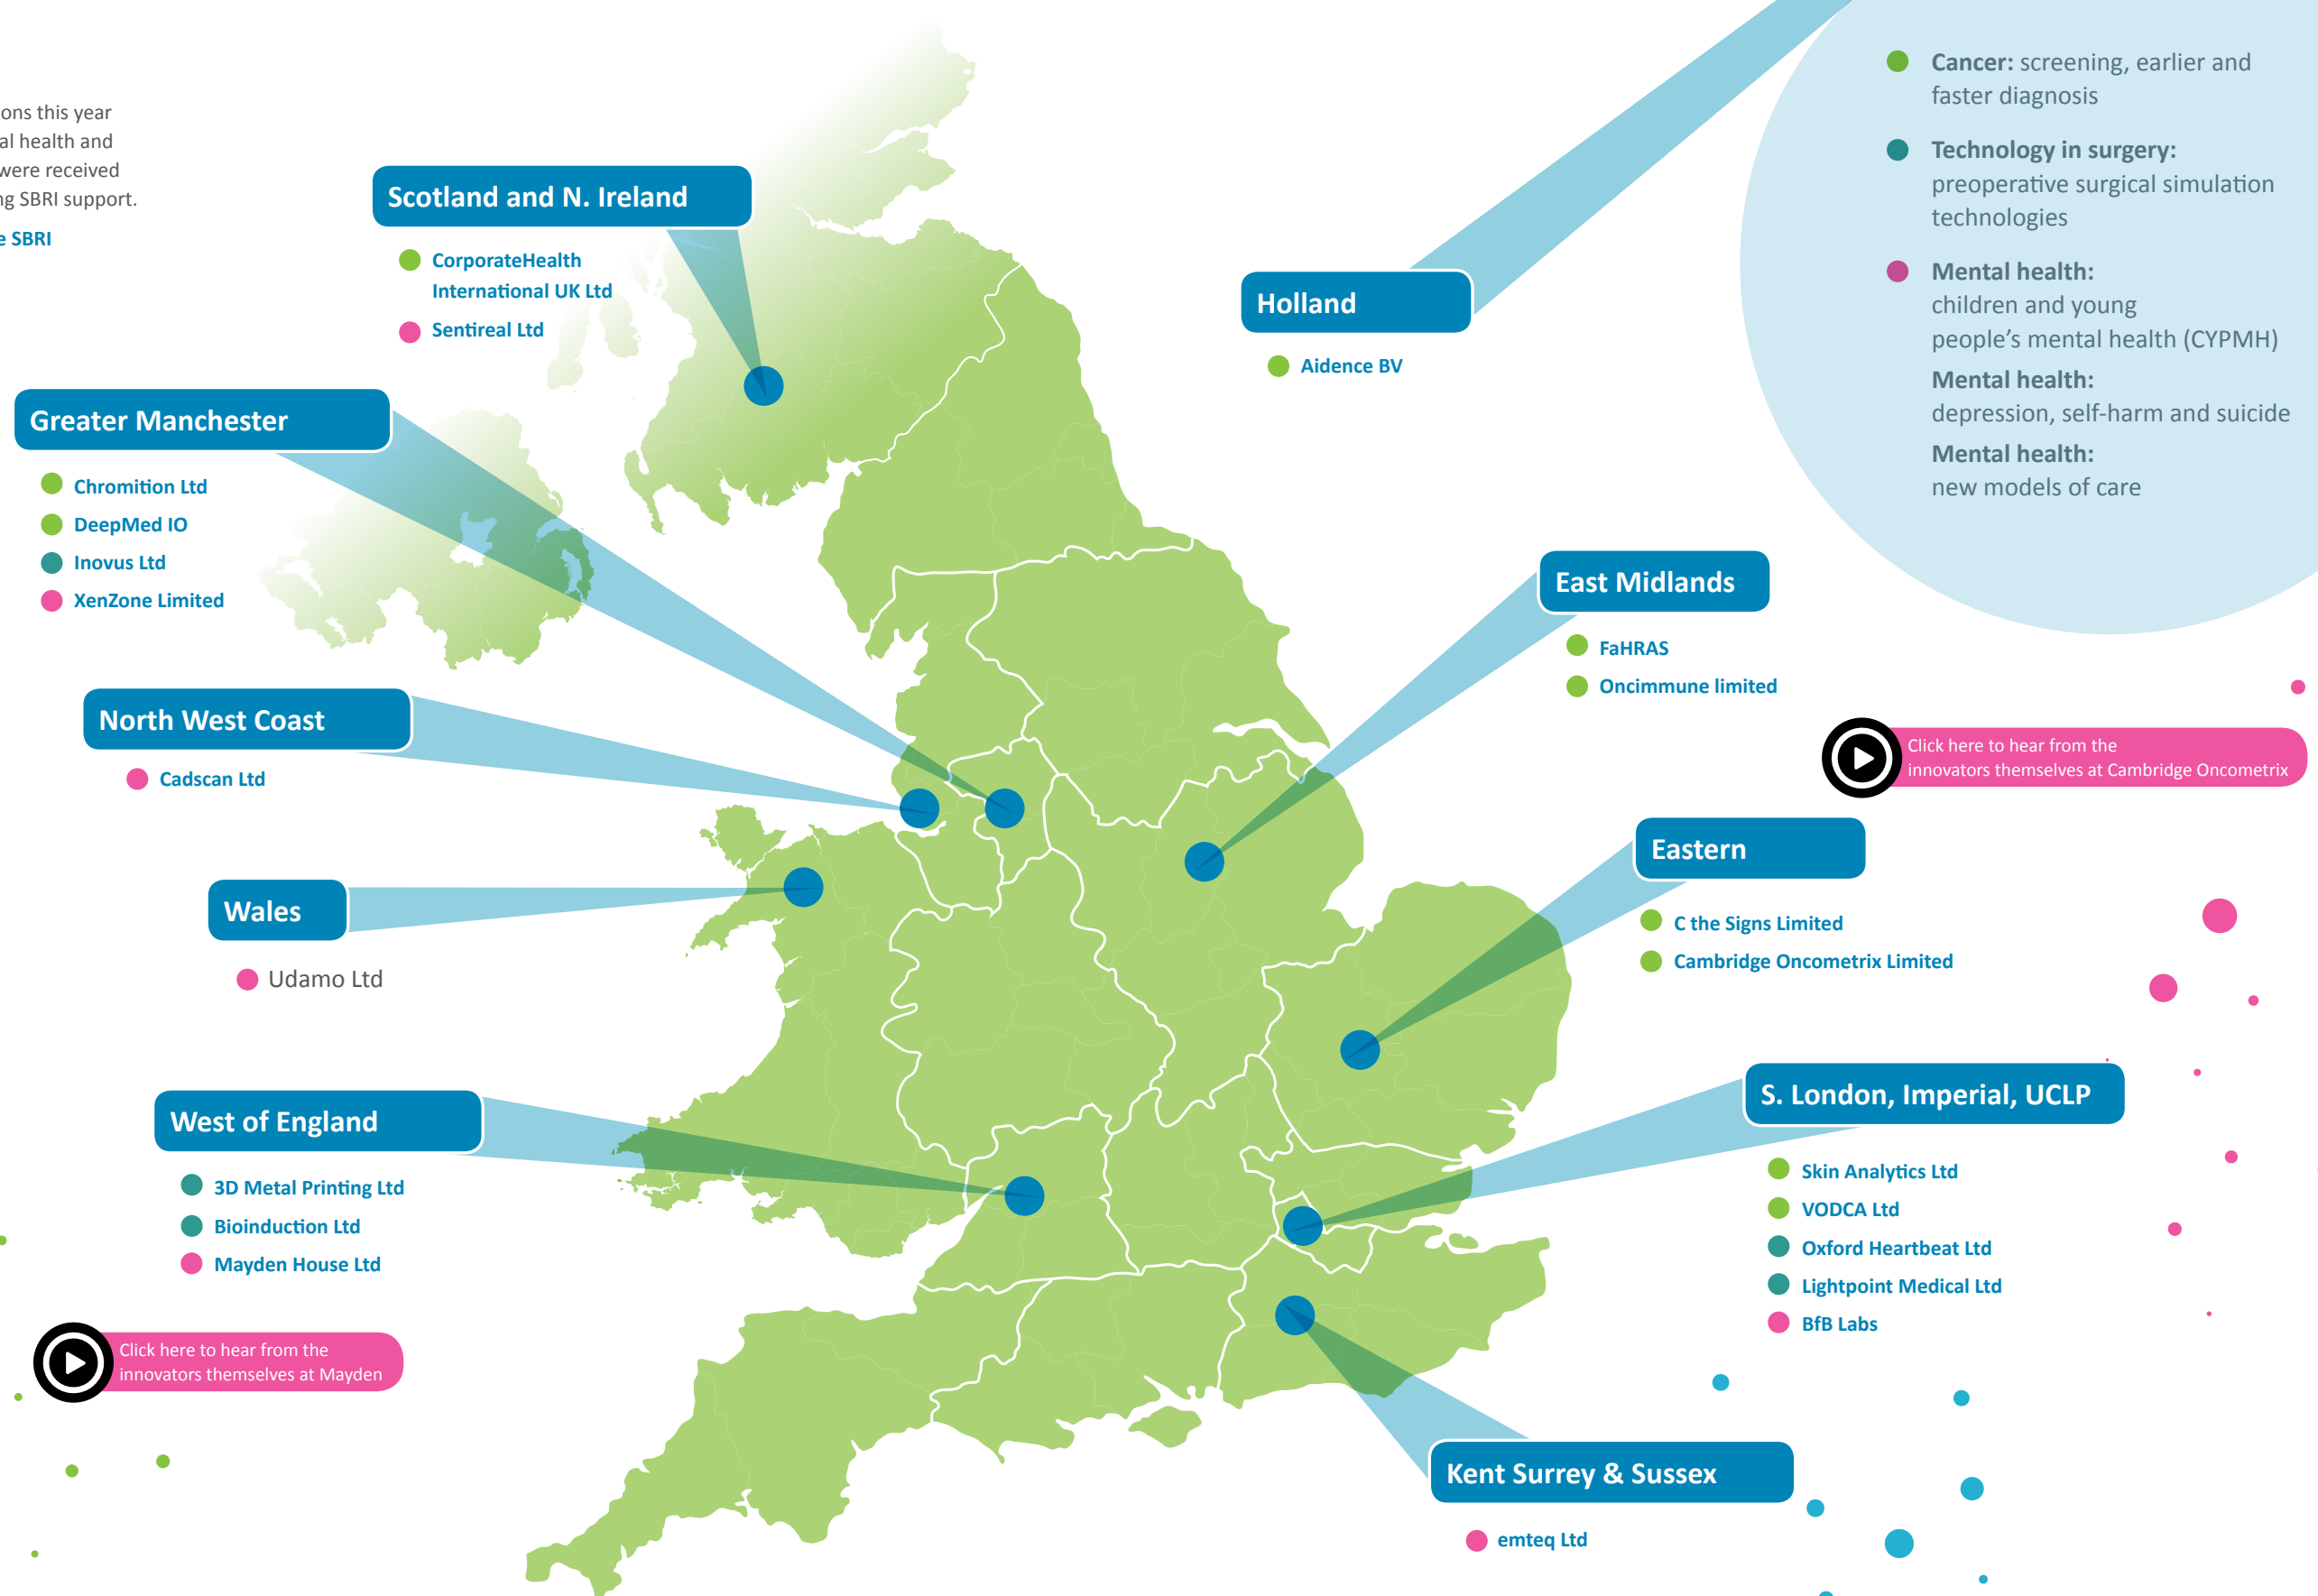 ons this year
al health and
were received
ng SBRI support.
e SBRI
Scotland and N. Ireland
CorporateHealth
International UK Ltd
Sentireal Ltd
Greater Manchester
Chromition Ltd
DeepMed IO
Inovus Ltd
XenZone Limited
North West Coast
Cadscan Ltd
Wales
Udamo Ltd
West of England
3D Metal Printing Ltd
Bioinduction Ltd
Mayden House Ltd
Click here to hear from the
innovators themselves at Mayden
Holland
Aidence BV
Cancer: screening, earlier and
faster diagnosis
Technology in surgery:
preoperative surgical simulation
technologies
Mental health:
children and young
people’s mental health (CYPMH)
Mental health:
depression, self-harm and suicide
Mental health:
new models of care
East Midlands
FaHRAS
Oncimmune limited
Click here to hear from the
innovators themselves at Cambridge Oncometrix
Eastern
C the Signs Limited
Cambridge Oncometrix Limited
S. London, Imperial, UCLP
Skin Analytics Ltd
VODCA Ltd
Oxford Heartbeat Ltd
Lightpoint Medical Ltd
BfB Labs
Kent Surrey & Sussex
emteq Ltd